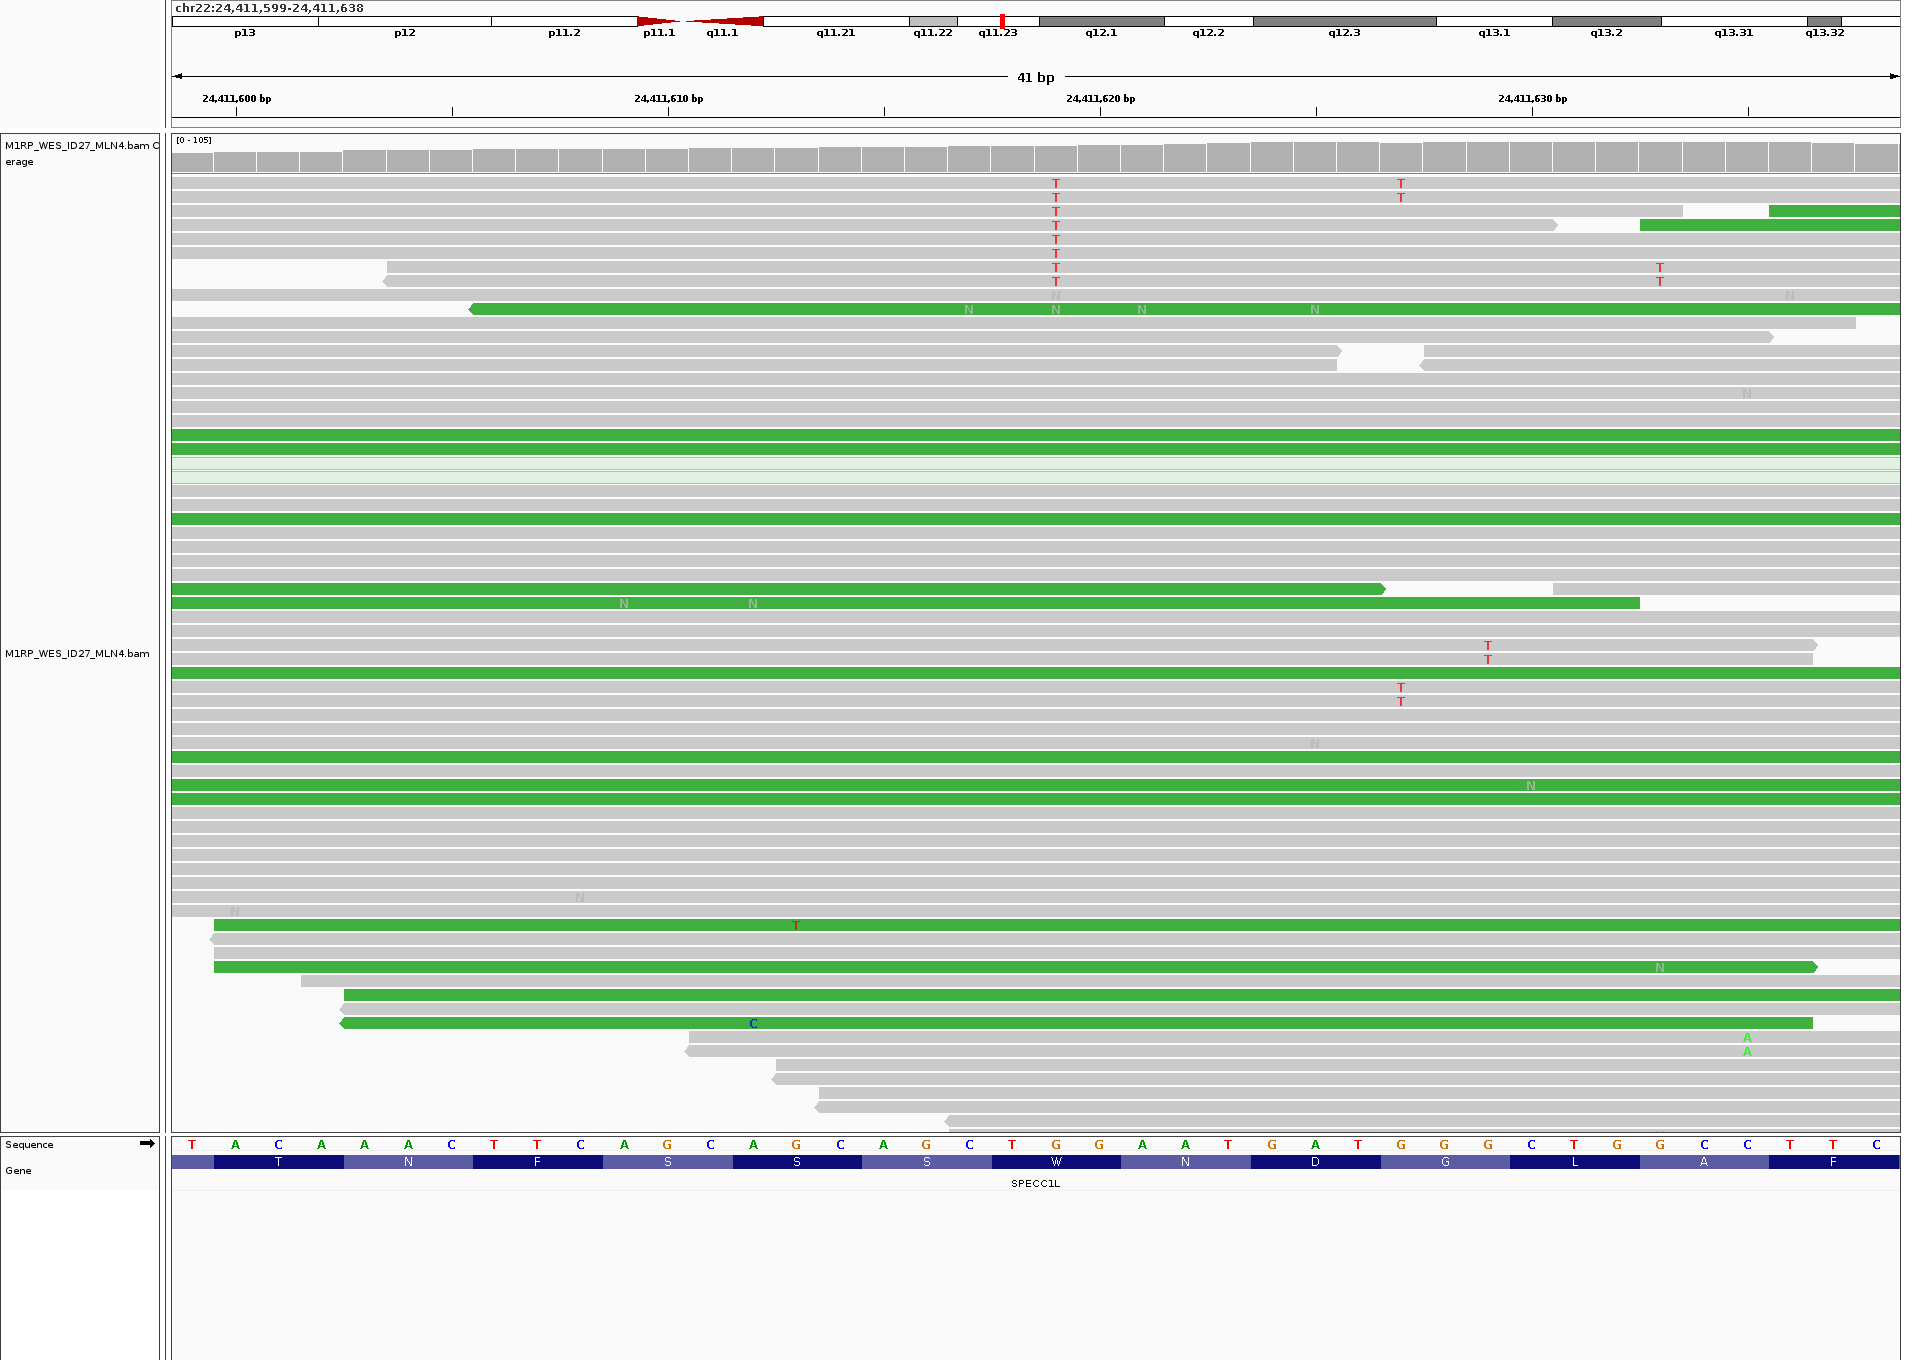 chr22:24,411,599-24,411,638
p13 p12 p11.2 p11.1 q11.1 q11.21 q11.22 q11.23 q12.1 q12.2 q12.3 q13.1 q13.2 q13.31 q13.32
41 bp
24,411,600 bp 24,411,610 bp 24,411,620 bp 24,411,630 bp
M1RP_WES_ID27_MLN4.bam C
erage
[0 - 105]
T T
T T
T
T
T
T
T T
T T
N N
N N N N
N
N N
M1RP_WES_ID27_MLN4.bam
T
T
T
T
N
N
N
N
T
N
C
A
A
Sequence T A C A A A C T T C A G C A G C A G C T G G A A T G A T G G G C T G G C C T T C
Gene T N F S S S W N D G L A F
SPECC1L